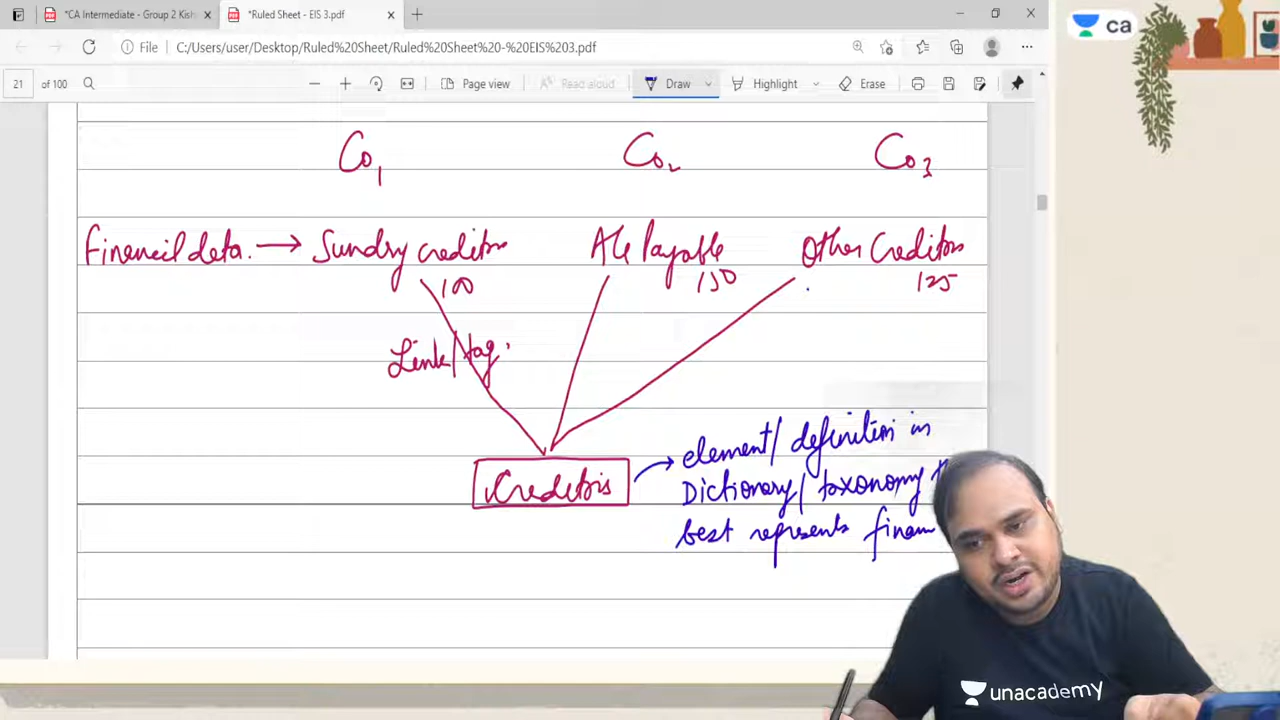 *CA Intermediate - Group 2 Kish
*Ruled Sheet - EIS 3.pdf
File
C:/Users/user/Desktop/Ruled%20Sheet/Ruled%20Sheet%20-%20EIS%203.pdf
21 of 100
Page view
Read aloud
Draw
Highlight
Erase
ca
Co1
Co2
Co3
Financial data. → Sundry creditors
A/c Payable
Other Creditors
100
150
125
Link/tag.
Creditors
element/ definition in
Dictionary/ taxonomy
best represents
unacademy